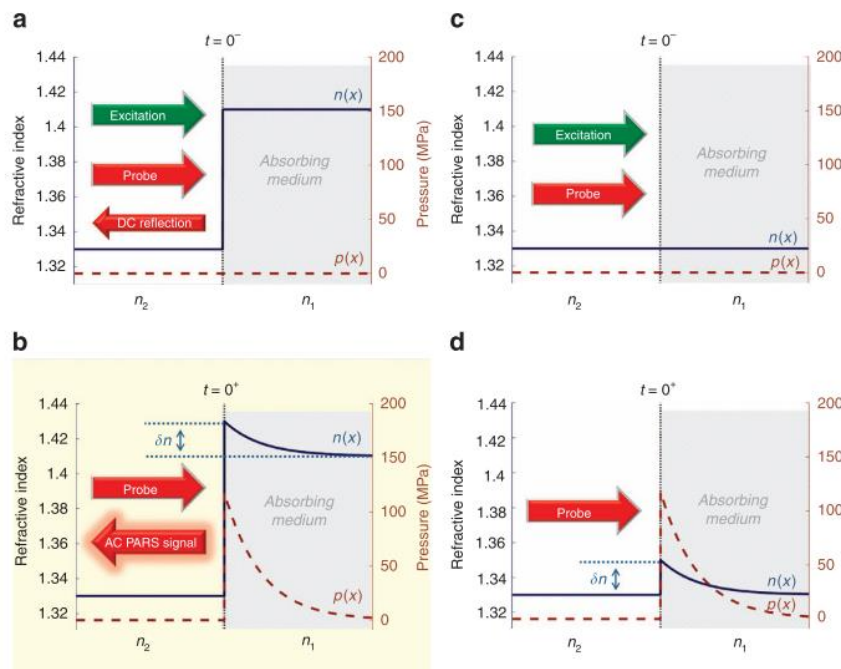 a
t = 0⁻
1.44
1.42
1.4
1.38
1.36
1.34
1.32
Refractive index
Excitation
Probe
DC reflection
n(x)
Absorbing
medium
p(x)
200
150
100
50
0
Pressure (MPa)
n₂
n₁
c
t = 0⁻
1.44
1.42
1.4
1.38
1.36
1.34
1.32
Refractive index
Excitation
Probe
Absorbing
medium
n(x)
p(x)
200
150
100
50
0
Pressure (MPa)
n₂
n₁
b
t = 0⁺
1.44
1.42
1.4
1.38
1.36
1.34
1.32
Refractive index
δn
Probe
AC PARS signal
n(x)
Absorbing
medium
p(x)
200
150
100
50
0
Pressure (MPa)
n₂
n₁
d
t = 0⁺
1.44
1.42
1.4
1.38
1.36
1.34
1.32
Refractive index
Probe
δn
Absorbing
medium
n(x)
p(x)
200
150
100
50
0
Pressure (MPa)
n₂
n₁